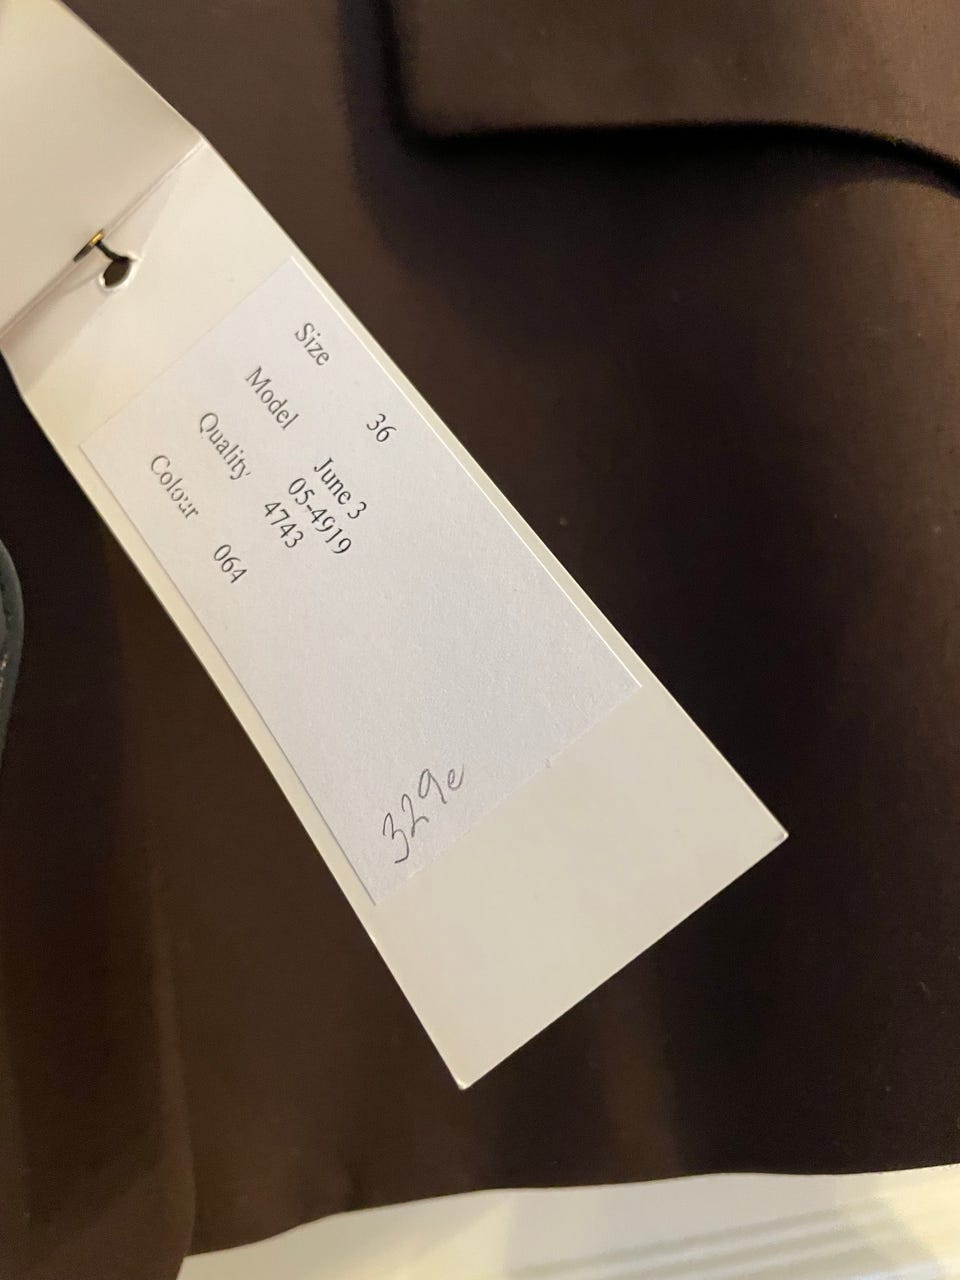 Size 36
Model June 3
05-4919
Quality 4743
Colour 064
329e